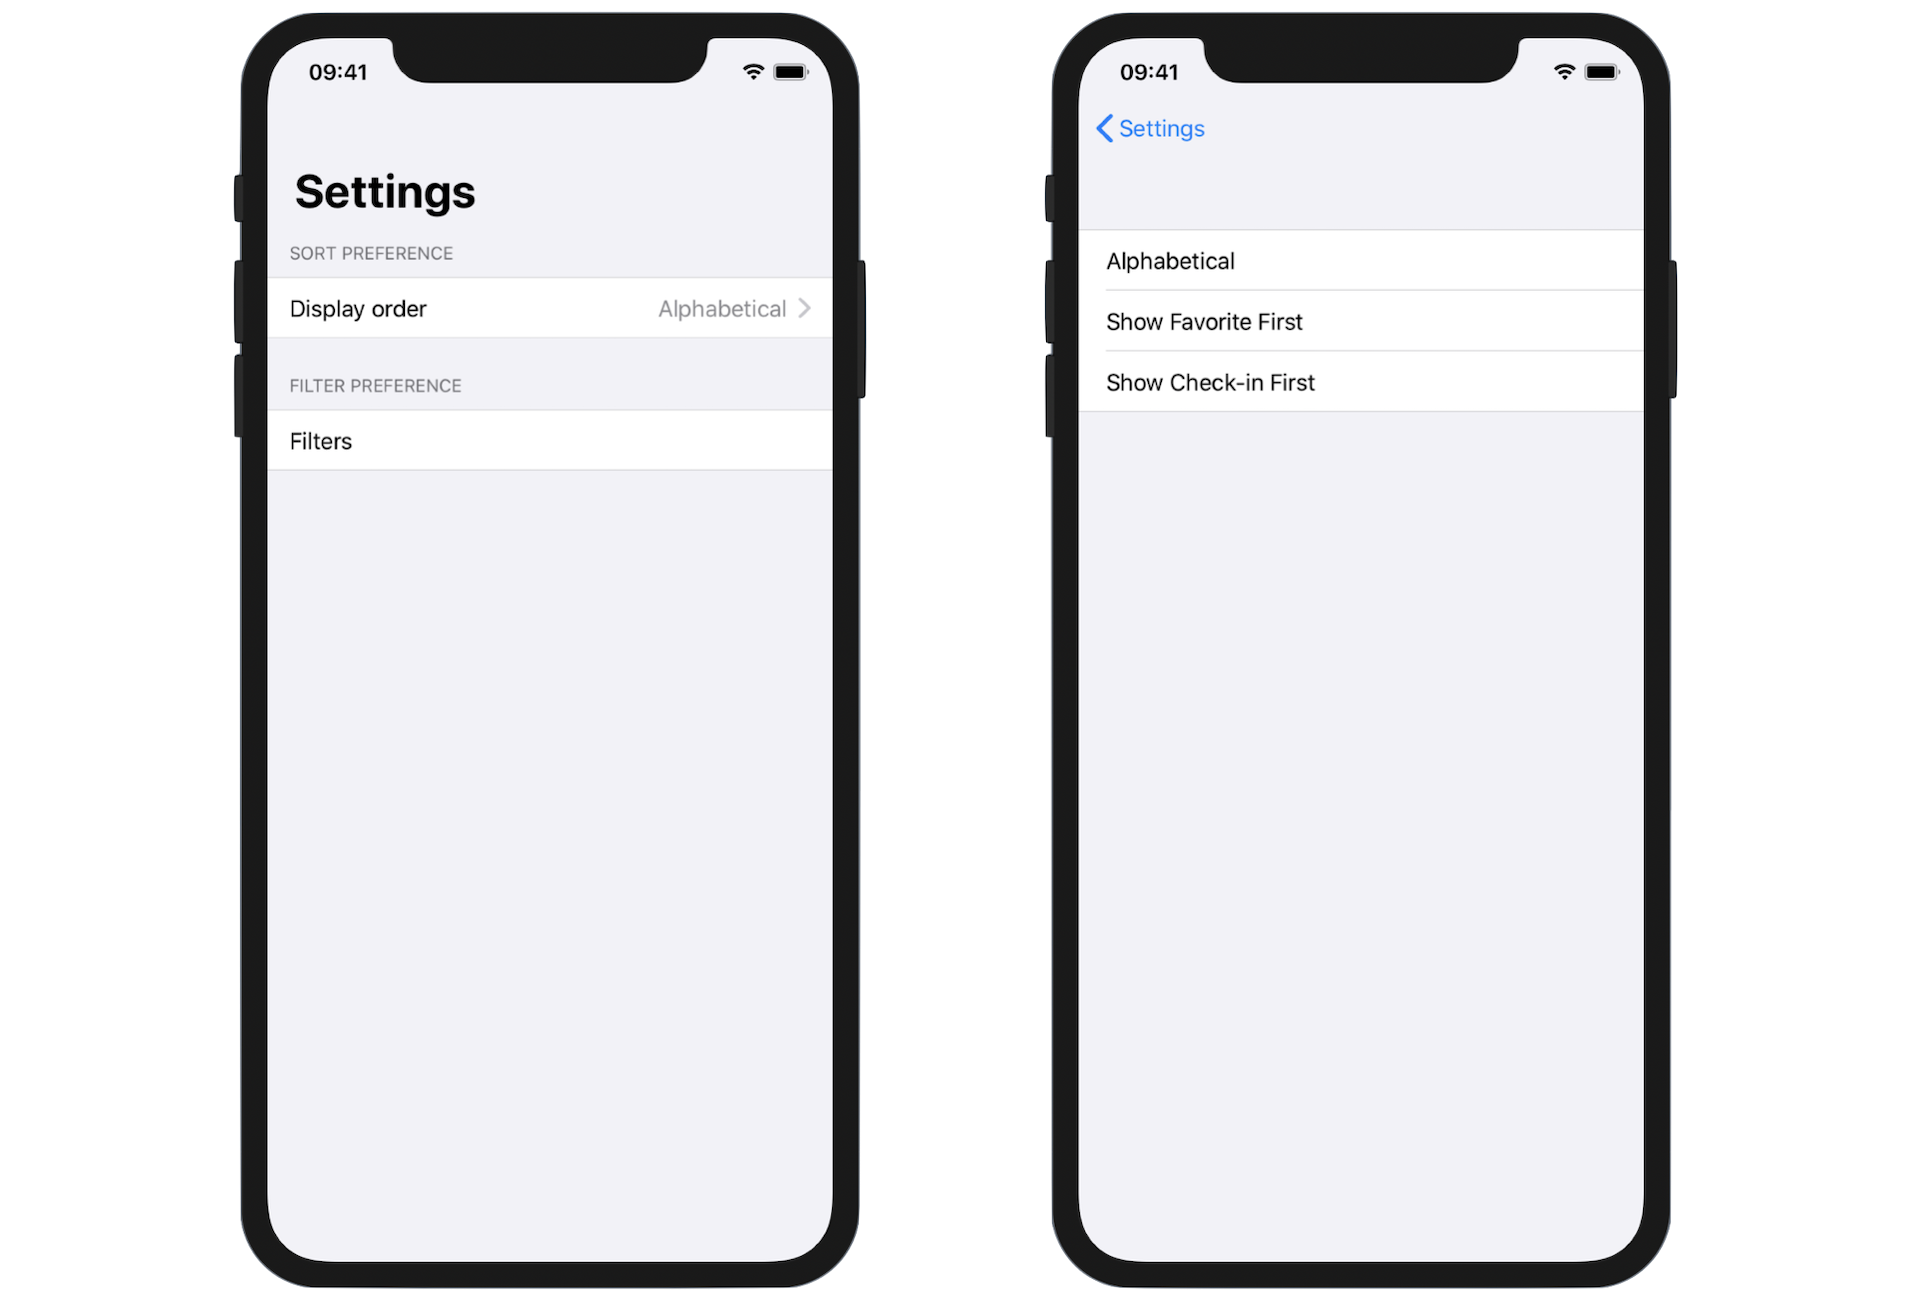 09:41
Settings
SORT PREFERENCE
Display order Alphabetical
FILTER PREFERENCE
Filters
09:41
Settings
Alphabetical
Show Favorite First
Show Check-in First